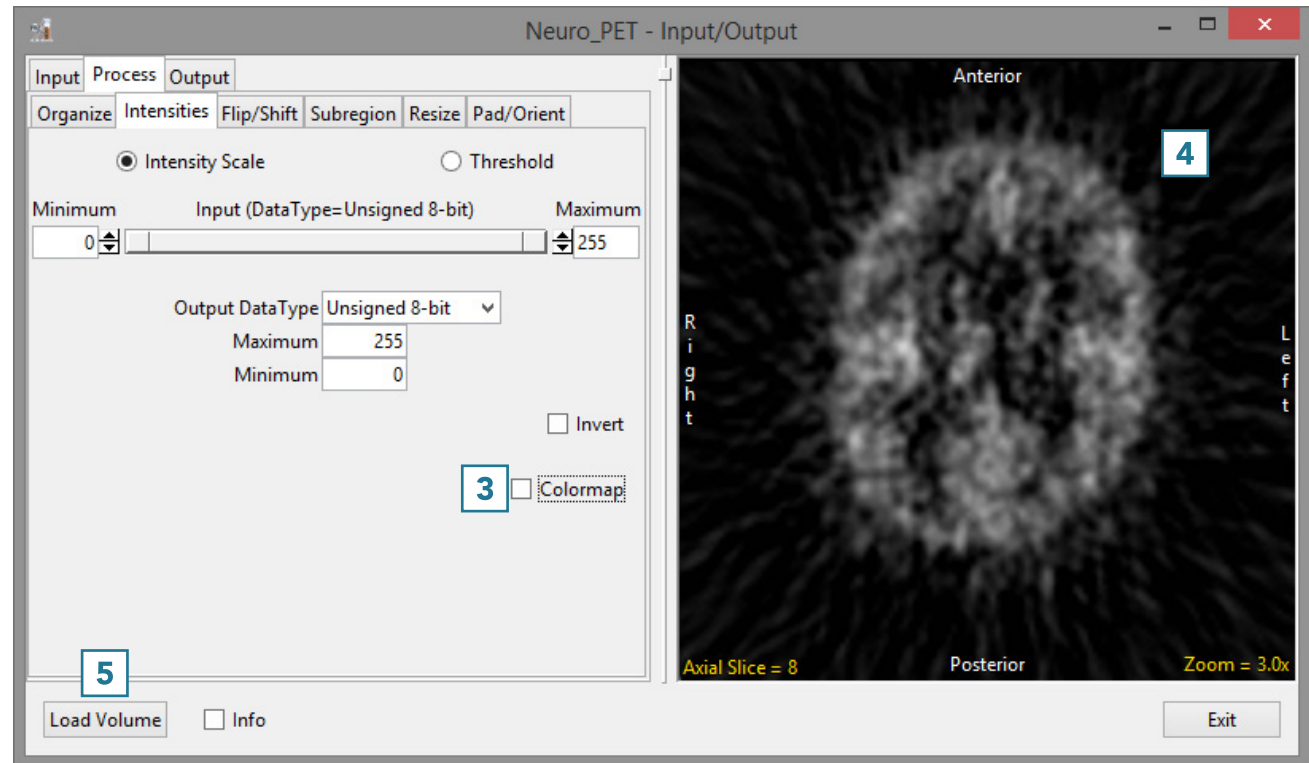 Neuro_PET - Input/Output
Input Process Output
Organize Intensities Flip/Shift Subregion Resize Pad/Orient
Intensity Scale Threshold
Minimum Input (DataType=Unsigned 8-bit) Maximum
0 255
Output DataType Unsigned 8-bit
Maximum 255
Minimum 0
Invert
3 Colormap
5
Load Volume Info
Anterior
4
Right
Left
Axial Slice = 8 Posterior Zoom = 3.0x
Exit